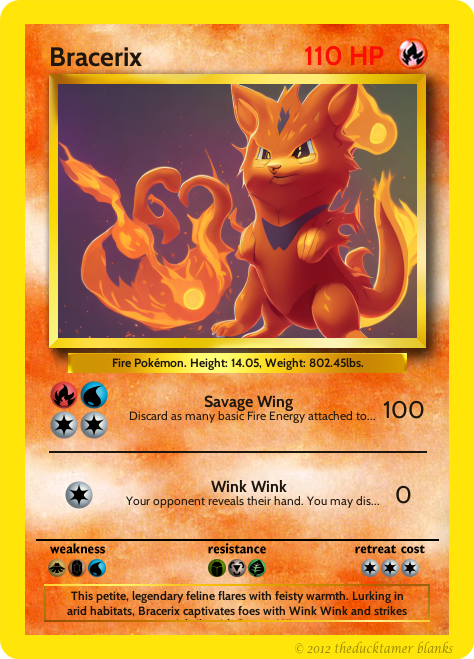 Bracerix 110 HP
Fire Pokémon. Height: 14.05, Weight: 802.45lbs.
Savage Wing
Discard as many basic Fire Energy attached to... 100
Wink Wink
Your opponent reveals their hand. You may dis... 0
weakness resistance retreat cost
This petite, legendary feline flares with feisty warmth. Lurking in
arid habitats, Bracerix captivates foes with Wink Wink and strikes
© 2012 theducktamer blanks